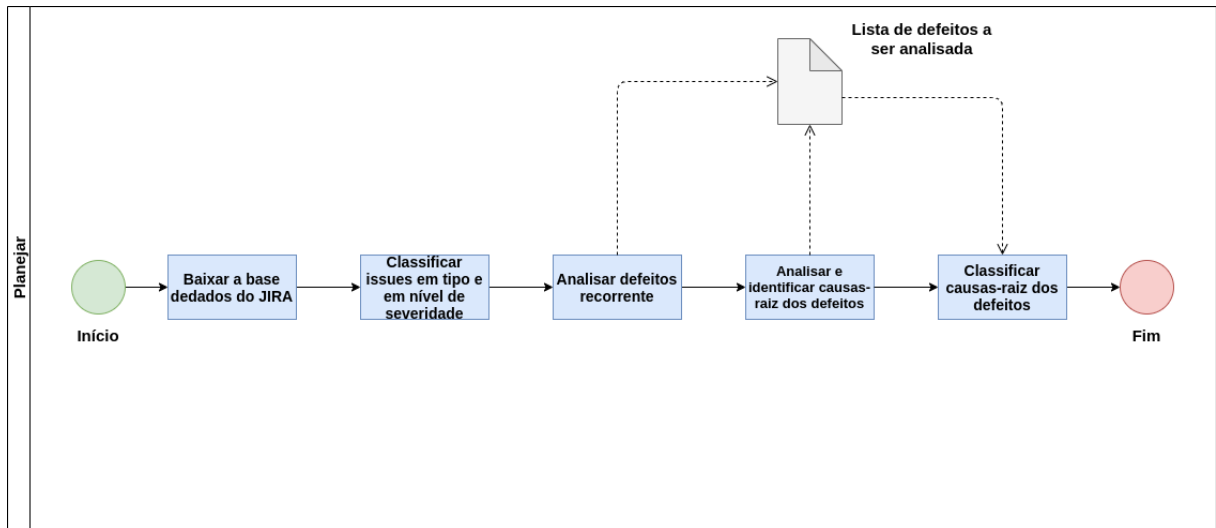 Planejar
Início
Baixar a base
dedados do JIRA
Classificar
issues em tipo e
em nível de
severidade
Analisar defeitos
recorrente
Lista de defeitos a
ser analisada
Analisar e
identificar causas-
raiz dos defeitos
Classificar
causas-raiz dos
defeitos
Fim